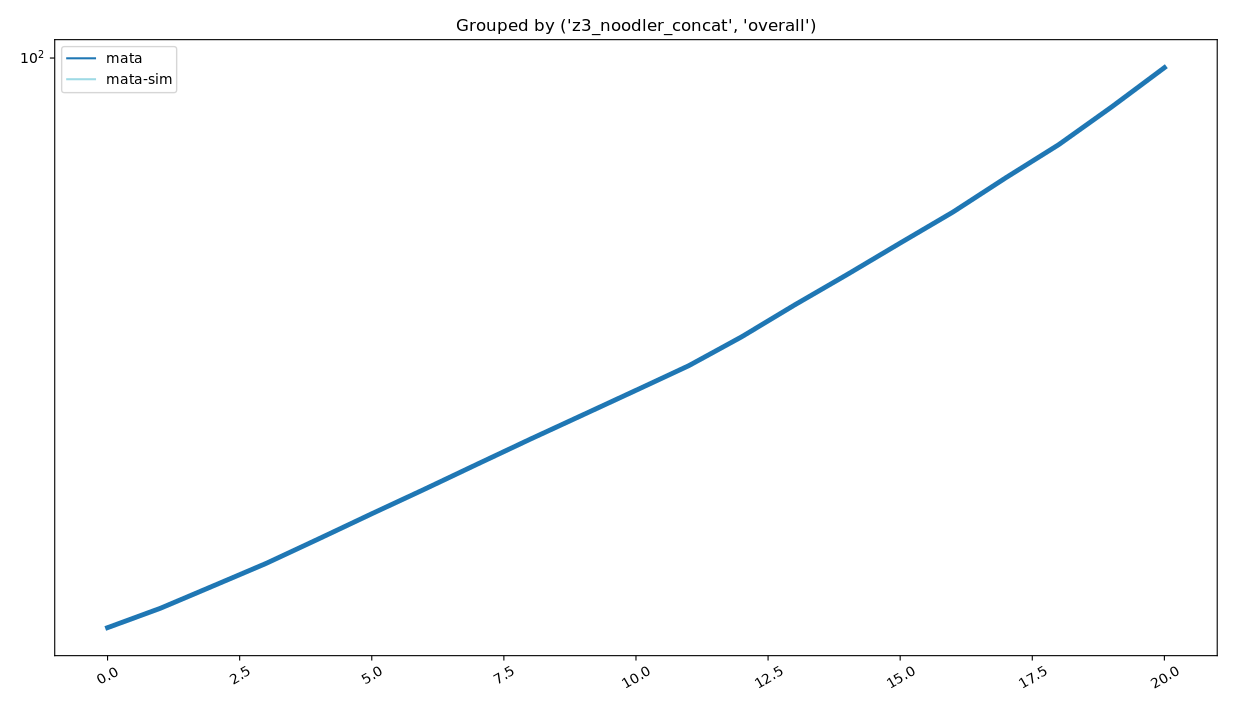 Grouped by ('z3_noodler_concat', 'overall')
10²
mata
mata-sim
0.0 2.5 5.0 7.5 10.0 12.5 15.0 17.5 20.0